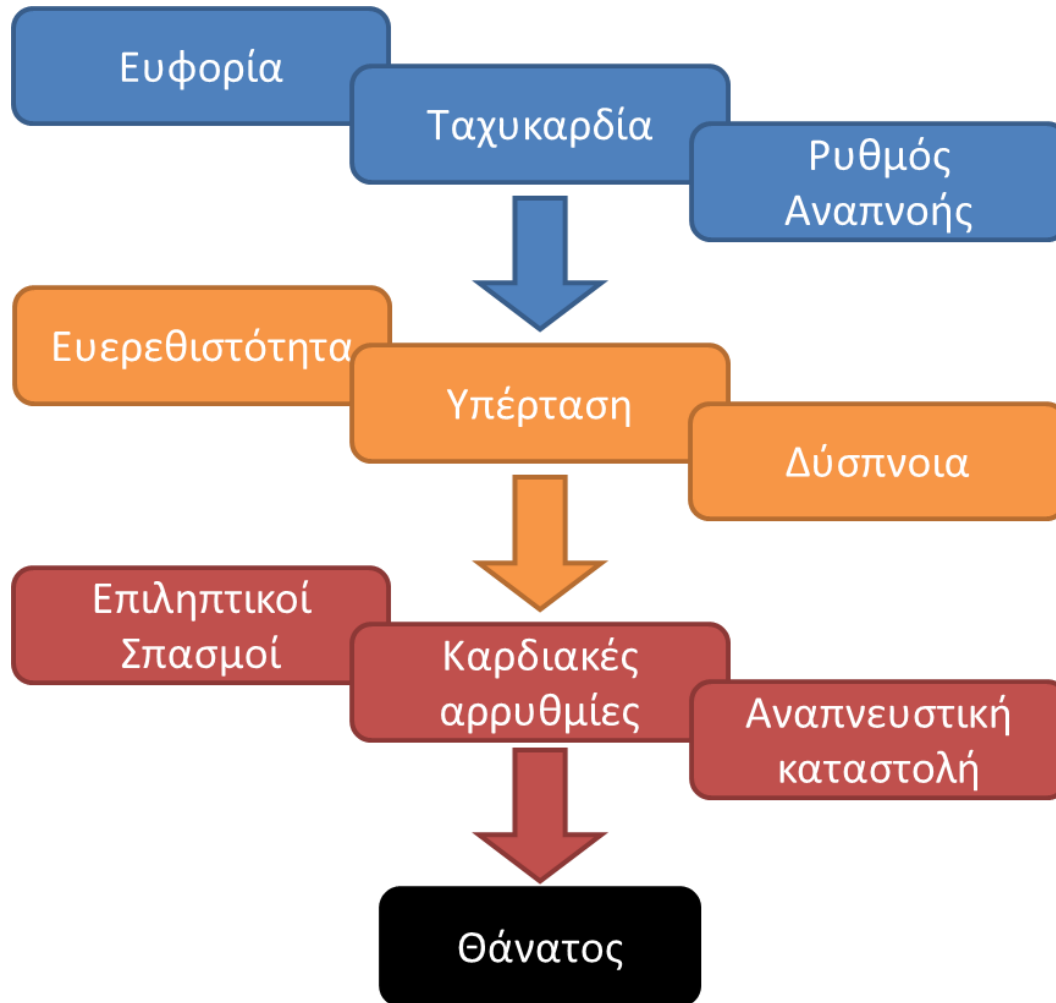 Ευφορία
Ταχυκαρδία
Ρυθμός
Αναπνοής
Ευερεθιστότητα
Υπέρταση
Δύσπνοια
Επιληπτικοί
Σπασμοί
Καρδιακές
αρρυθμίες
Αναπνευστική
καταστολή
Θάνατος